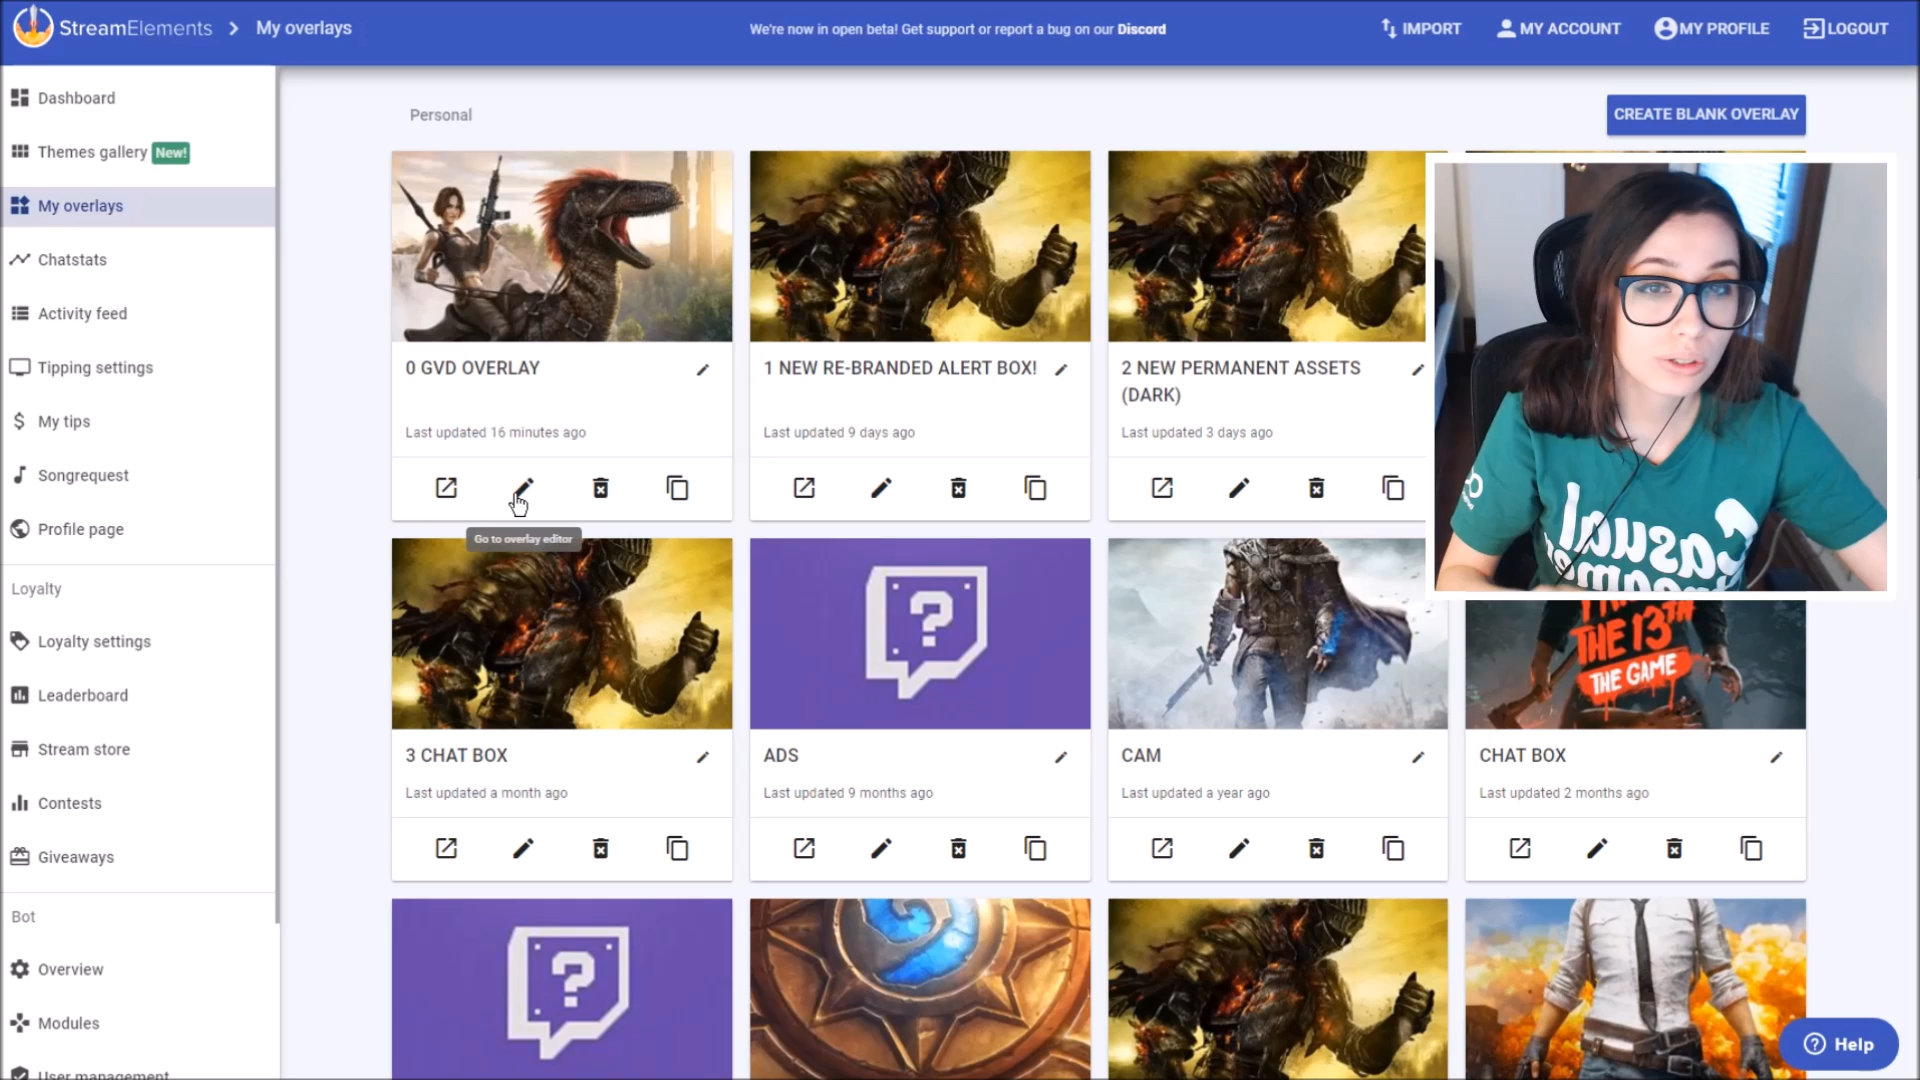 StreamElements > My overlays
We're now in open beta! Get support or report a bug on our Discord
IMPORT
MY ACCOUNT
MY PROFILE
LOGOUT
Dashboard
Themes gallery New!
My overlays
Chatstats
Activity feed
Tipping settings
My tips
Songrequest
Profile page
Loyalty
Loyalty settings
Leaderboard
Stream store
Contests
Giveaways
Bot
Overview
Modules
User management
Personal
CREATE BLANK OVERLAY
0 GVD OVERLAY
Last updated 16 minutes ago
Go to overlay editor
1 NEW RE-BRANDED ALERT BOX!
Last updated 9 days ago
2 NEW PERMANENT ASSETS
(DARK)
Last updated 3 days ago
Casual
3 CHAT BOX
Last updated a month ago
ADS
Last updated 9 months ago
CAM
Last updated a year ago
THE 13TH
THE GAME
CHAT BOX
Last updated 2 months ago
Help